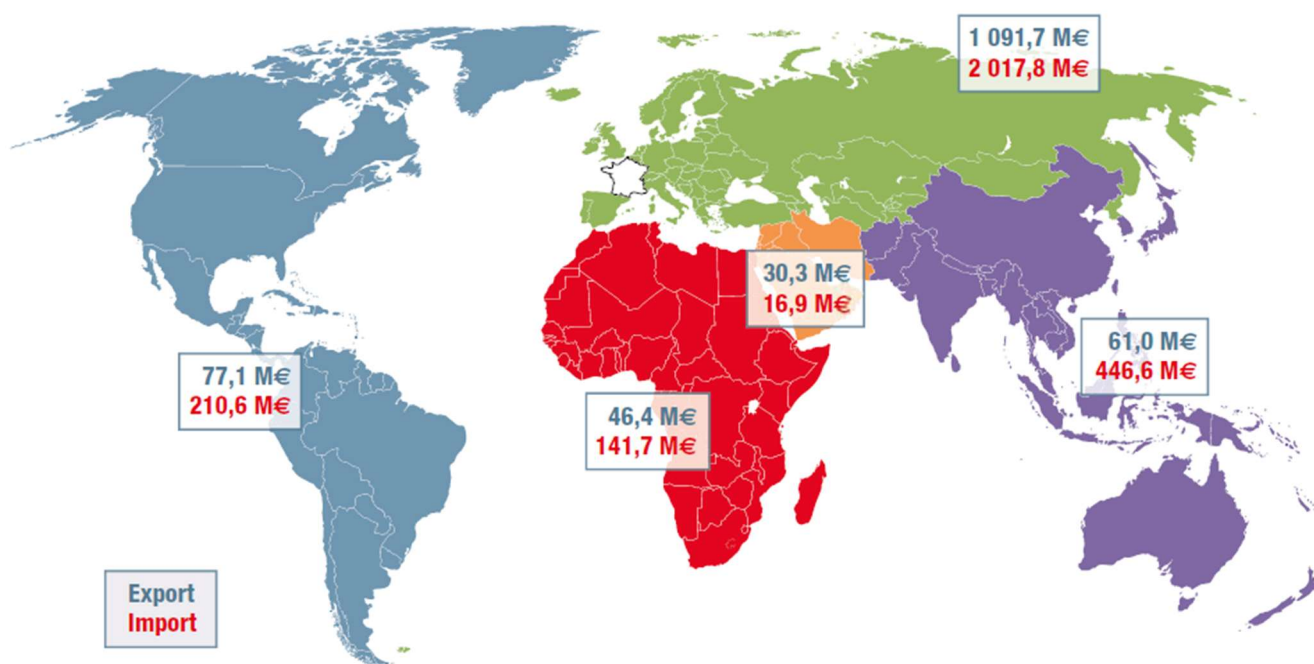 1 091,7 M€
2 017,8 M€
30,3 M€
16,9 M€
61,0 M€
446,6 M€
77,1 M€
210,6 M€
46,4 M€
141,7 M€
Export
Import